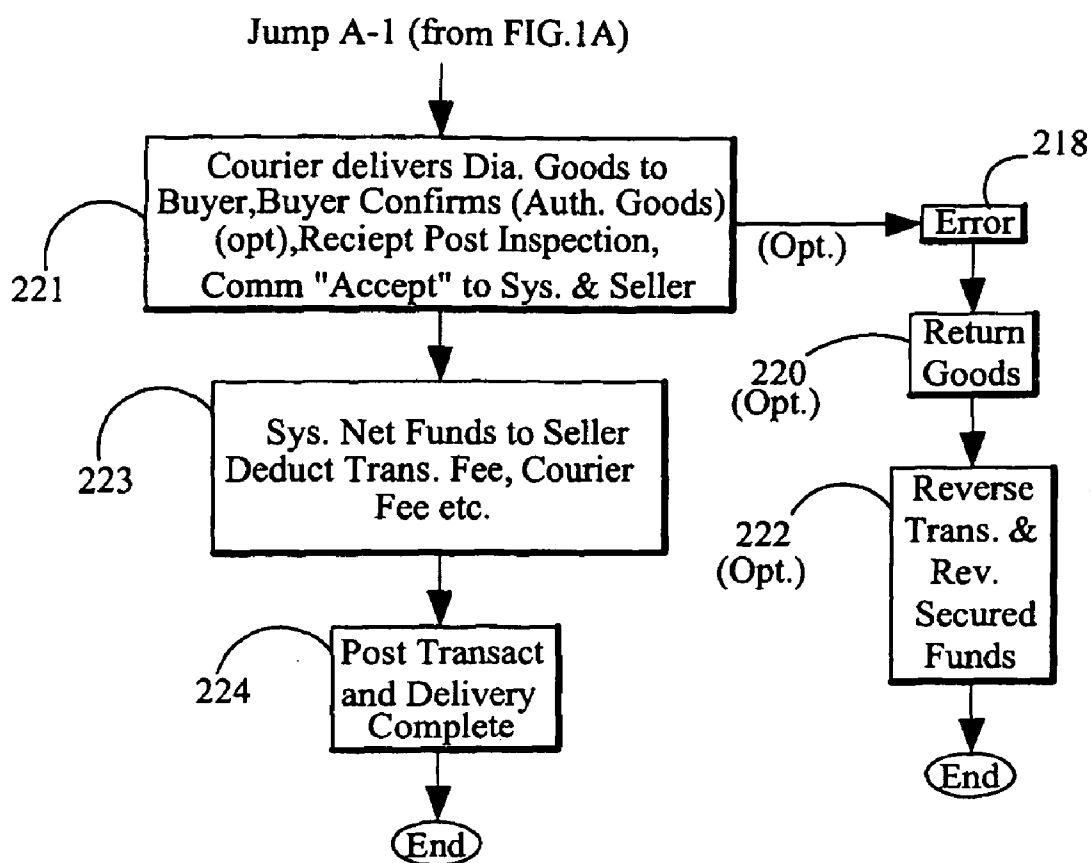 Jump A-1 (from FIG.1A)
Courier delivers Dia. Goods to
Buyer,Buyer Confirms (Auth. Goods)
(opt),Reciept Post Inspection,
Comm "Accept" to Sys. & Seller
221
(Opt.)
218
Error
Return
Goods
220
(Opt.)
Sys. Net Funds to Seller
Deduct Trans. Fee, Courier
Fee etc.
223
Reverse
Trans. &
Rev.
Secured
Funds
222
(Opt.)
Post Transact
and Delivery
Complete
224
End
End